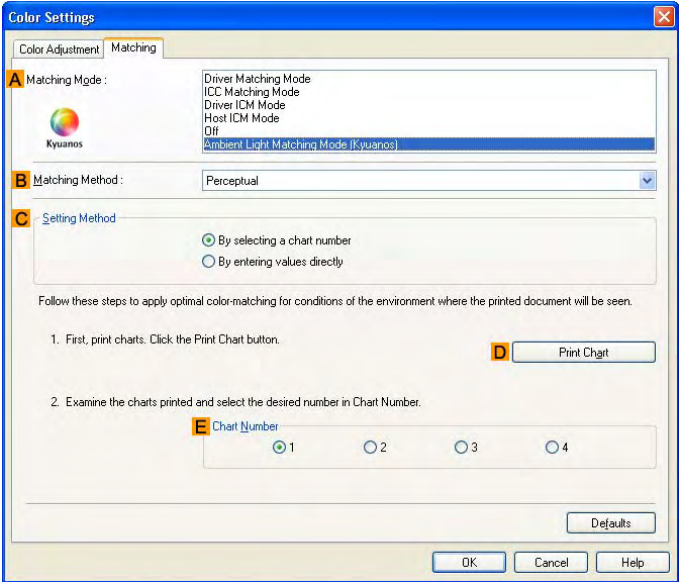 Color Settings
Color Adjustment Matching
A Matching Mode :
Driver Matching Mode
ICC Matching Mode
Driver ICM Mode
Host ICM Mode
Off
Ambient Light Matching Mode (Kyuanos)
Kyuanos
B Matching Method : Perceptual
C Setting Method
By selecting a chart number
By entering values directly
Follow these steps to apply optimal color-matching for conditions of the environment where the printed document will be seen.
1. First, print charts. Click the Print Chart button.
D Print Chart
2. Examine the charts printed and select the desired number in Chart Number.
E Chart Number
1 2 3 4
Defaults
OK Cancel Help